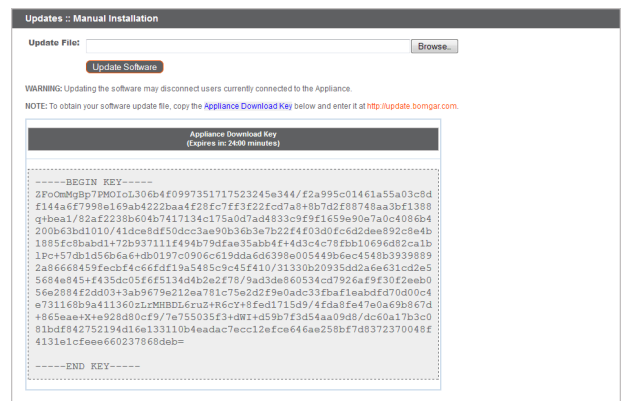 Updates :: Manual Installation
Update File:
Browse..
Update Software
WARNING: Updating the software may disconnect users currently connected to the Appliance.
NOTE: To obtain your software update file, copy the Appliance Download Key below and enter it at http://update.bomgar.com.
Appliance Download Key
(Expires in: 24:00 minutes)
-----BEGIN KEY-----
ZFoOmMgBp7PMOIoL306b4f0997351717523245e344/f2a995c01461a55a03c8d
f144a6f7998e169ab4222baa4f28fc7ff3f22fcd7a8+8b7d2f88748aa3bf1388
q+bea1/82af2238b604b7417134c175a0d7ad4833c9f9f1659e90e7a0c4086b4
200b63bd1010/41dce8df50dcc3ae90b36b3e7b22f4f03d0fc6d2dee892c8e4b
1885fc8babd1+72b937111f494b79dfae35abb4f+4d3c4c78fbb10696d82ca1b
lPc+57db1d56b6a6+db0197c0906c619dda6d6398e005449b6ec4548b3939889
2a86668459fecbf4c66fdf19a5485c9c45f410/31330b20935dd2a6e631cd2e5
5684e845+f435dc05f6f5134d4b2e2f78/9ad3de860534cd7926af9f30f2eeb0
56e2884f2dd03+3ab9679e212ea781c75e2d2f9e0adc33fbaf1eabdfd70d00c4
e731168b9a411360zLrMHBDL6ruZ+R6cY+8fed1715d9/4fda8fe47e0a69b867d
+865eae+X+e928d80cf9/7e755035f3+dWI+d59b7f3d54aa09d8/dc60a17b3c0
81bdf842752194d16e133110b4eadac7ecc12efce646ae258bf7d8372370048f
4131e1cfeee660237868deb=
-----END KEY-----